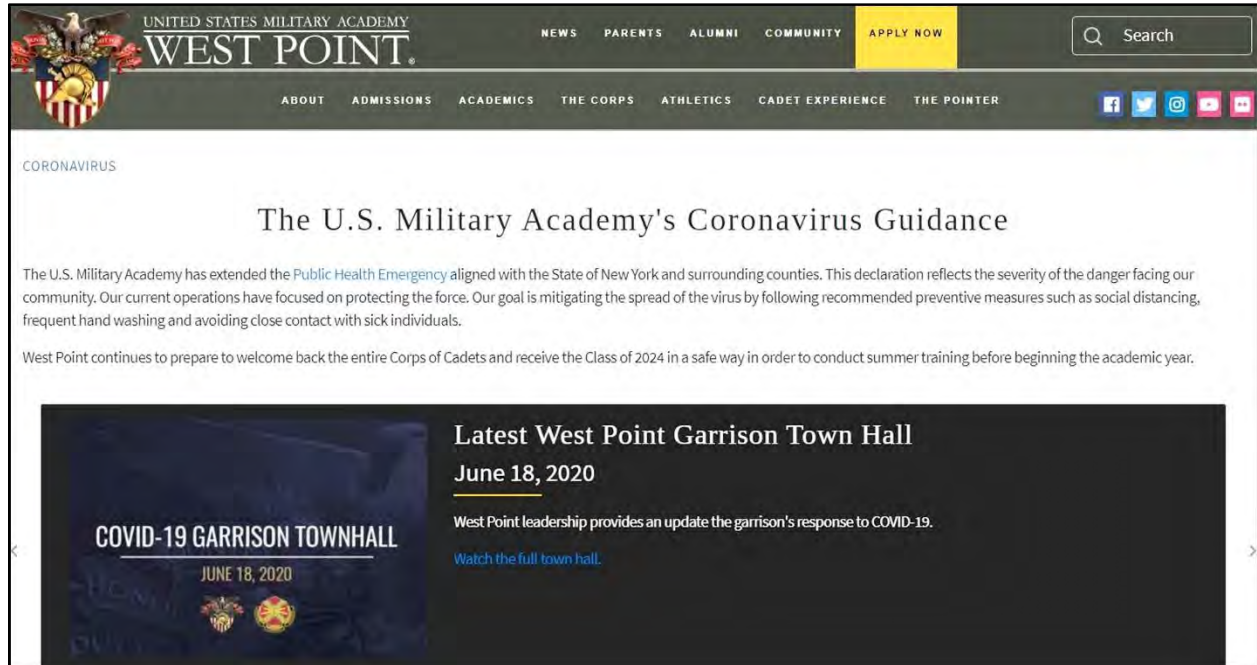 UNITED STATES MILITARY ACADEMY
WEST POINT.
NEWS PARENTS ALUMNI COMMUNITY APPLY NOW
Search
ABOUT ADMISSIONS ACADEMICS THE CORPS ATHLETICS CADET EXPERIENCE THE POINTER
CORONAVIRUS
The U.S. Military Academy's Coronavirus Guidance
The U.S. Military Academy has extended the Public Health Emergency aligned with the State of New York and surrounding counties. This declaration reflects the severity of the danger facing our
community. Our current operations have focused on protecting the force. Our goal is mitigating the spread of the virus by following recommended preventive measures such as social distancing,
frequent hand washing and avoiding close contact with sick individuals.
West Point continues to prepare to welcome back the entire Corps of Cadets and receive the Class of 2024 in a safe way in order to conduct summer training before beginning the academic year.
COVID-19 GARRISON TOWNHALL
JUNE 18, 2020
Latest West Point Garrison Town Hall
June 18, 2020
West Point leadership provides an update the garrison's response to COVID-19.
Watch the full town hall.